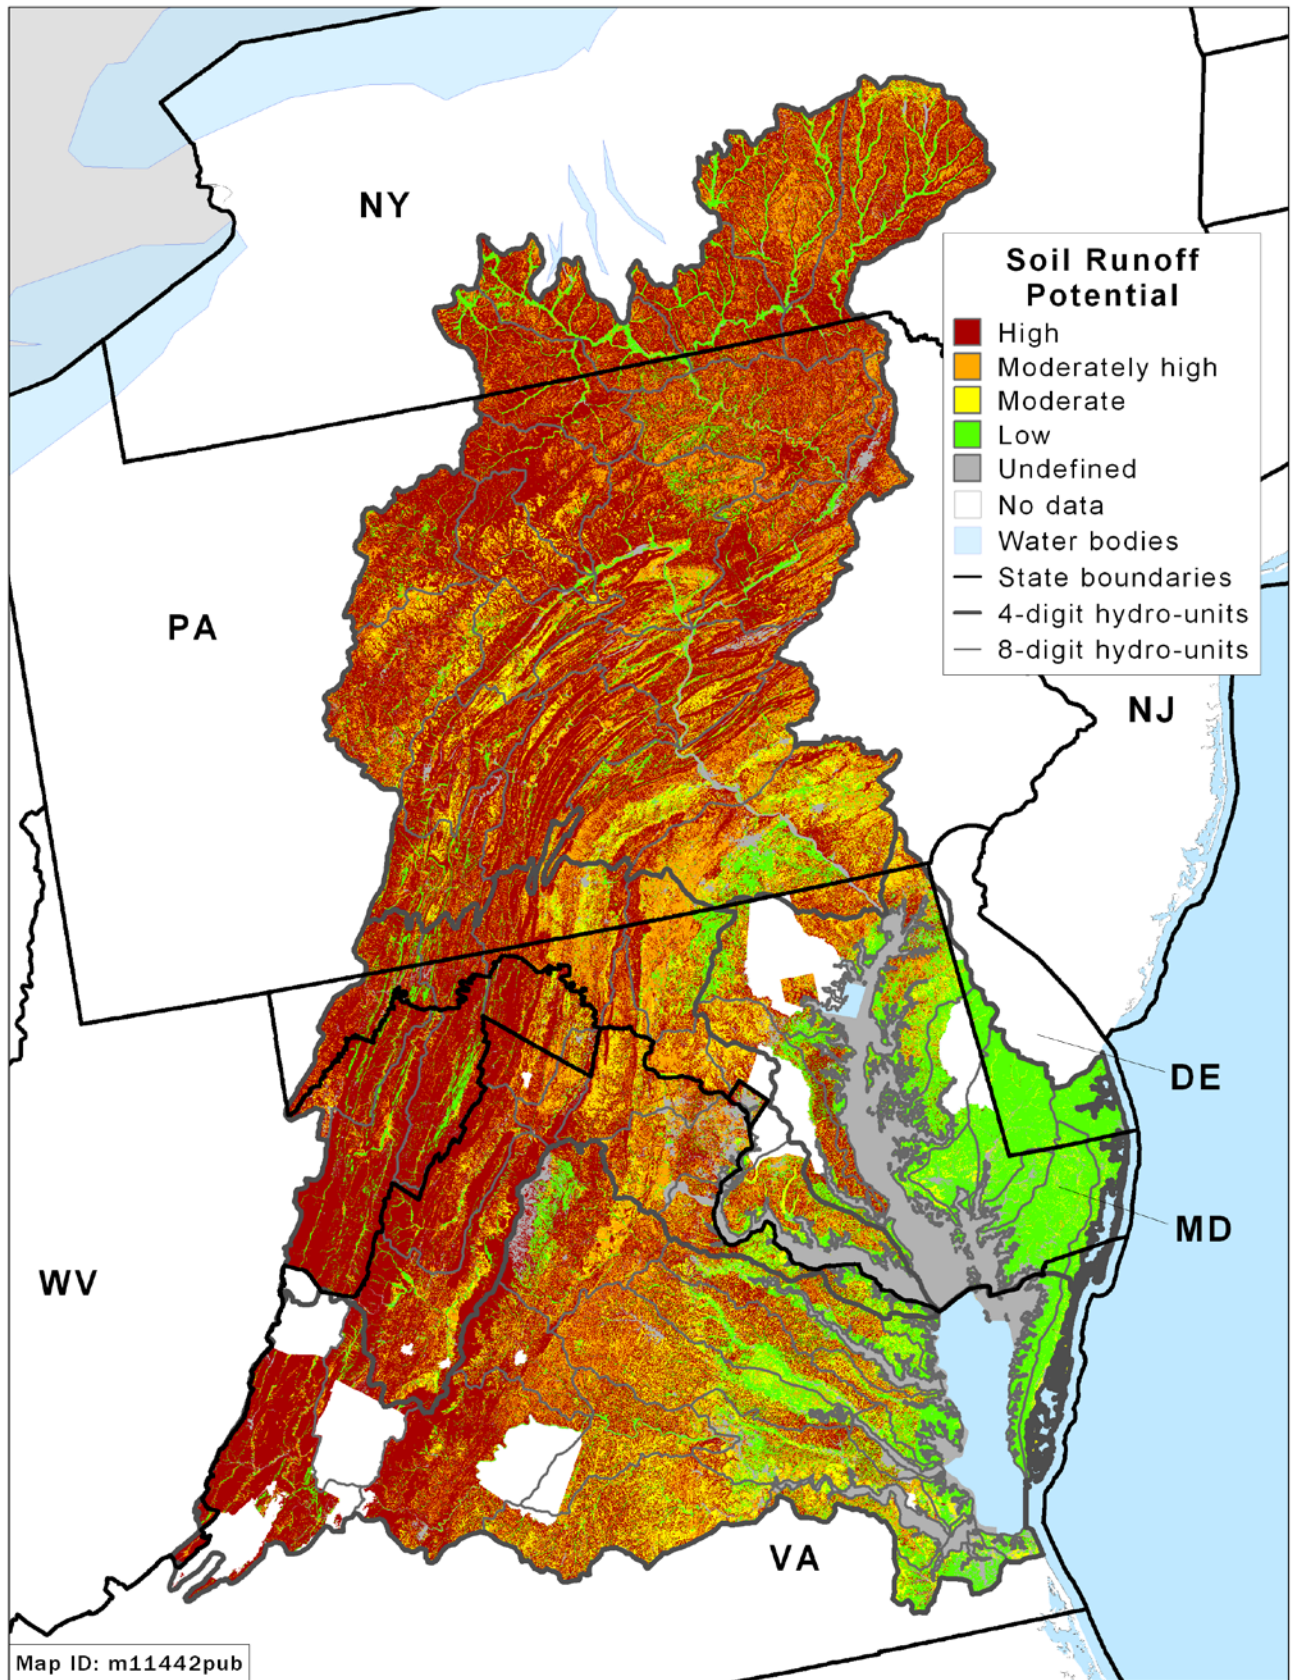 NY
Soil Runoff
Potential
High
Moderately high
Moderate
Low
Undefined
No data
Water bodies
State boundaries
4-digit hydro-units
8-digit hydro-units
PA
NJ
DE
MD
WV
VA
Map ID: m11442pub